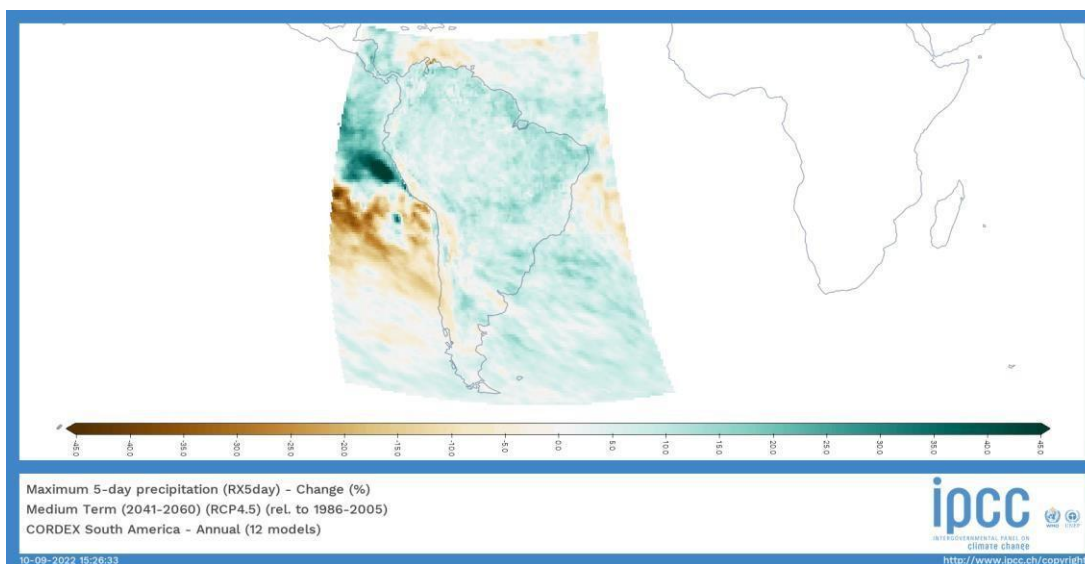 -45.0 -40.0 -35.0 -30.0 -25.0 -20.0 -15.0 -10.0 -5.0 0.0 5.0 10.0 15.0 20.0 25.0 30.0 35.0 40.0 45.0
Maximum 5-day precipitation (RX5day) - Change (%)
Medium Term (2041-2060) (RCP4.5) (rel. to 1986-2005)
CORDEX South America - Annual (12 models)
ipcc
INTERGOVERNMENTAL PANEL ON
climate change
WMO UNEP
10-09-2022 15:26:33
http://www.ipcc.ch/copyright